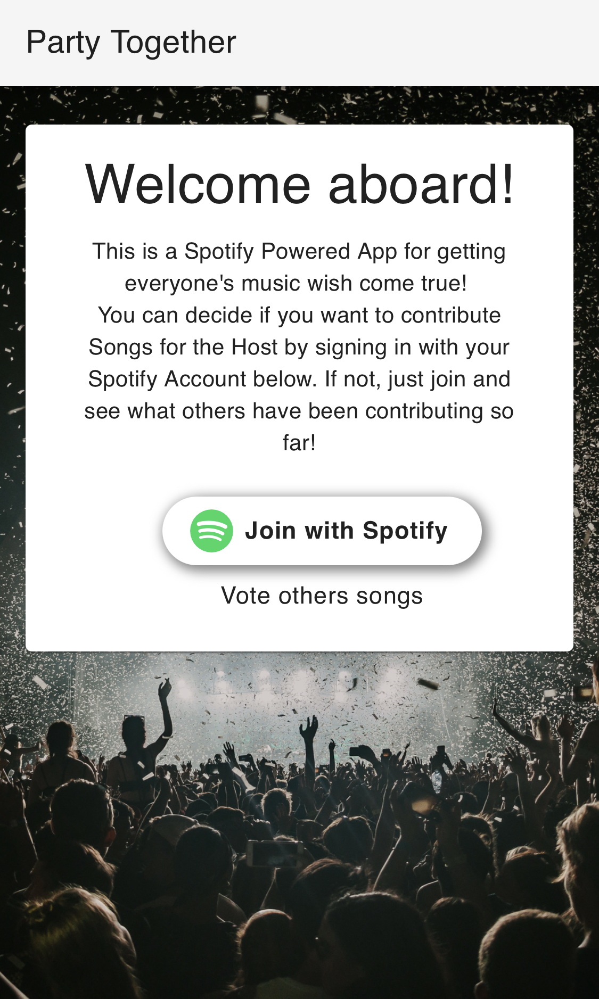 Party Together
Welcome aboard!
This is a Spotify Powered App for getting
everyone's music wish come true!
You can decide if you want to contribute
Songs for the Host by signing in with your
Spotify Account below. If not, just join and
see what others have been contributing so
far!
Join with Spotify
Vote others songs